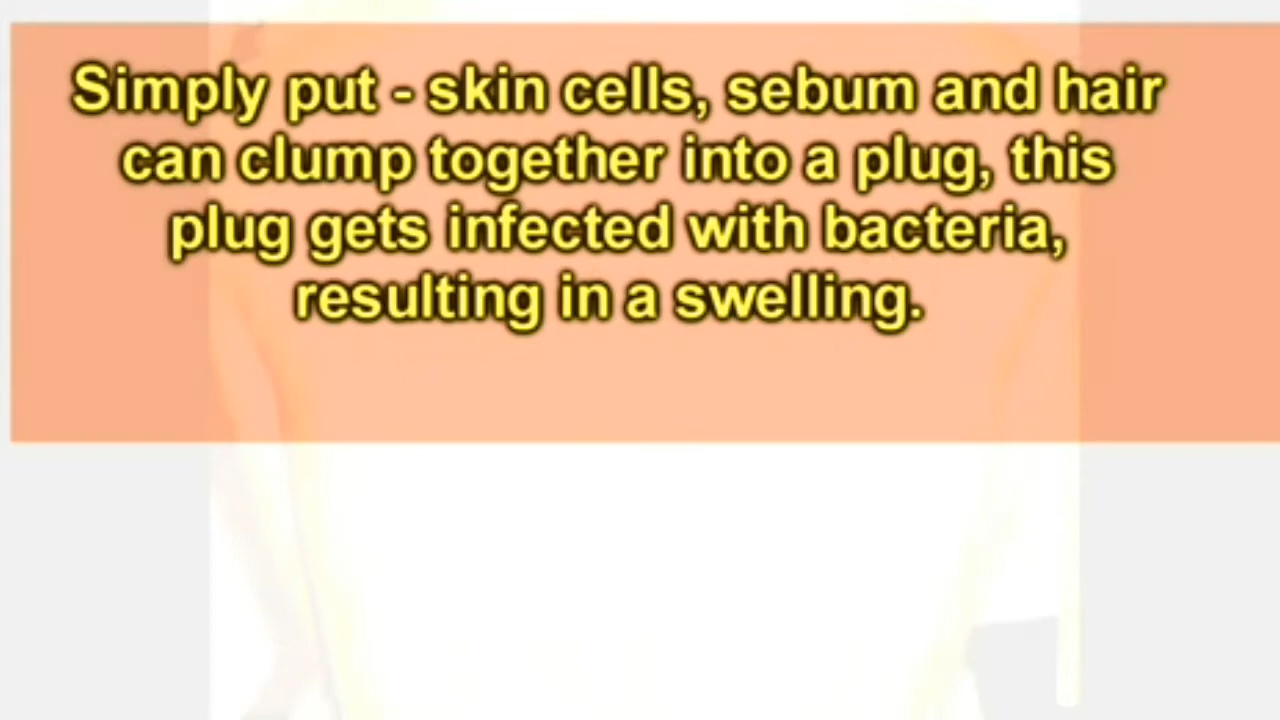 Simply put - skin cells, sebum and hair
can clump together into a plug, this
plug gets infected with bacteria,
resulting in a swelling.